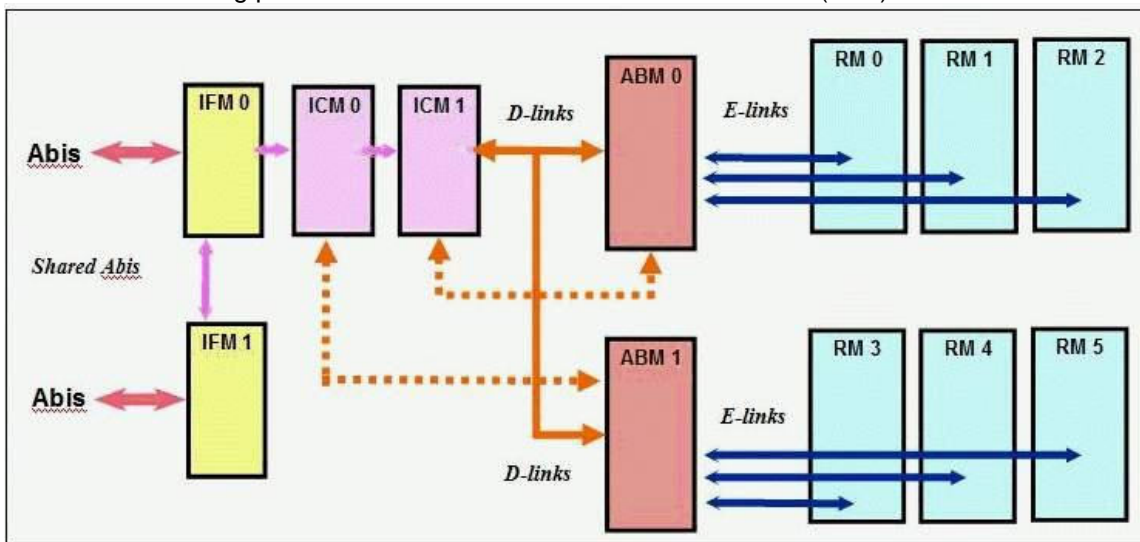 IFM 0
ICM 0
ICM 1
ABM 0
RM 0
RM 1
RM 2
D-links
E-links
Abis
Shared Abis
IFM 1
ABM 1
RM 3
RM 4
RM 5
Abis
E-links
D-links